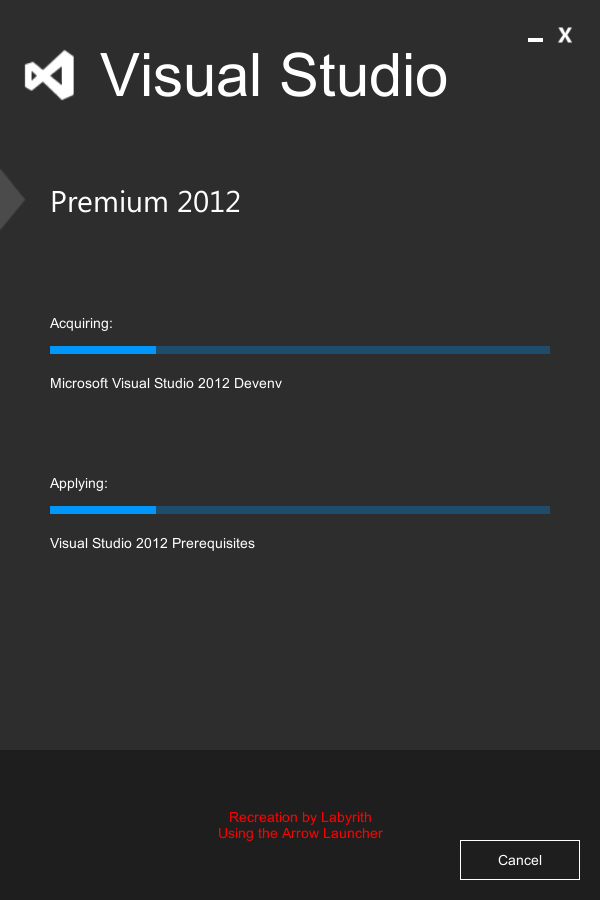 X
Visual Studio
Premium 2012
Acquiring:
Microsoft Visual Studio 2012 Devenv
Applying:
Visual Studio 2012 Prerequisites
Recreation by Labyrith
Using the Arrow Launcher
Cancel